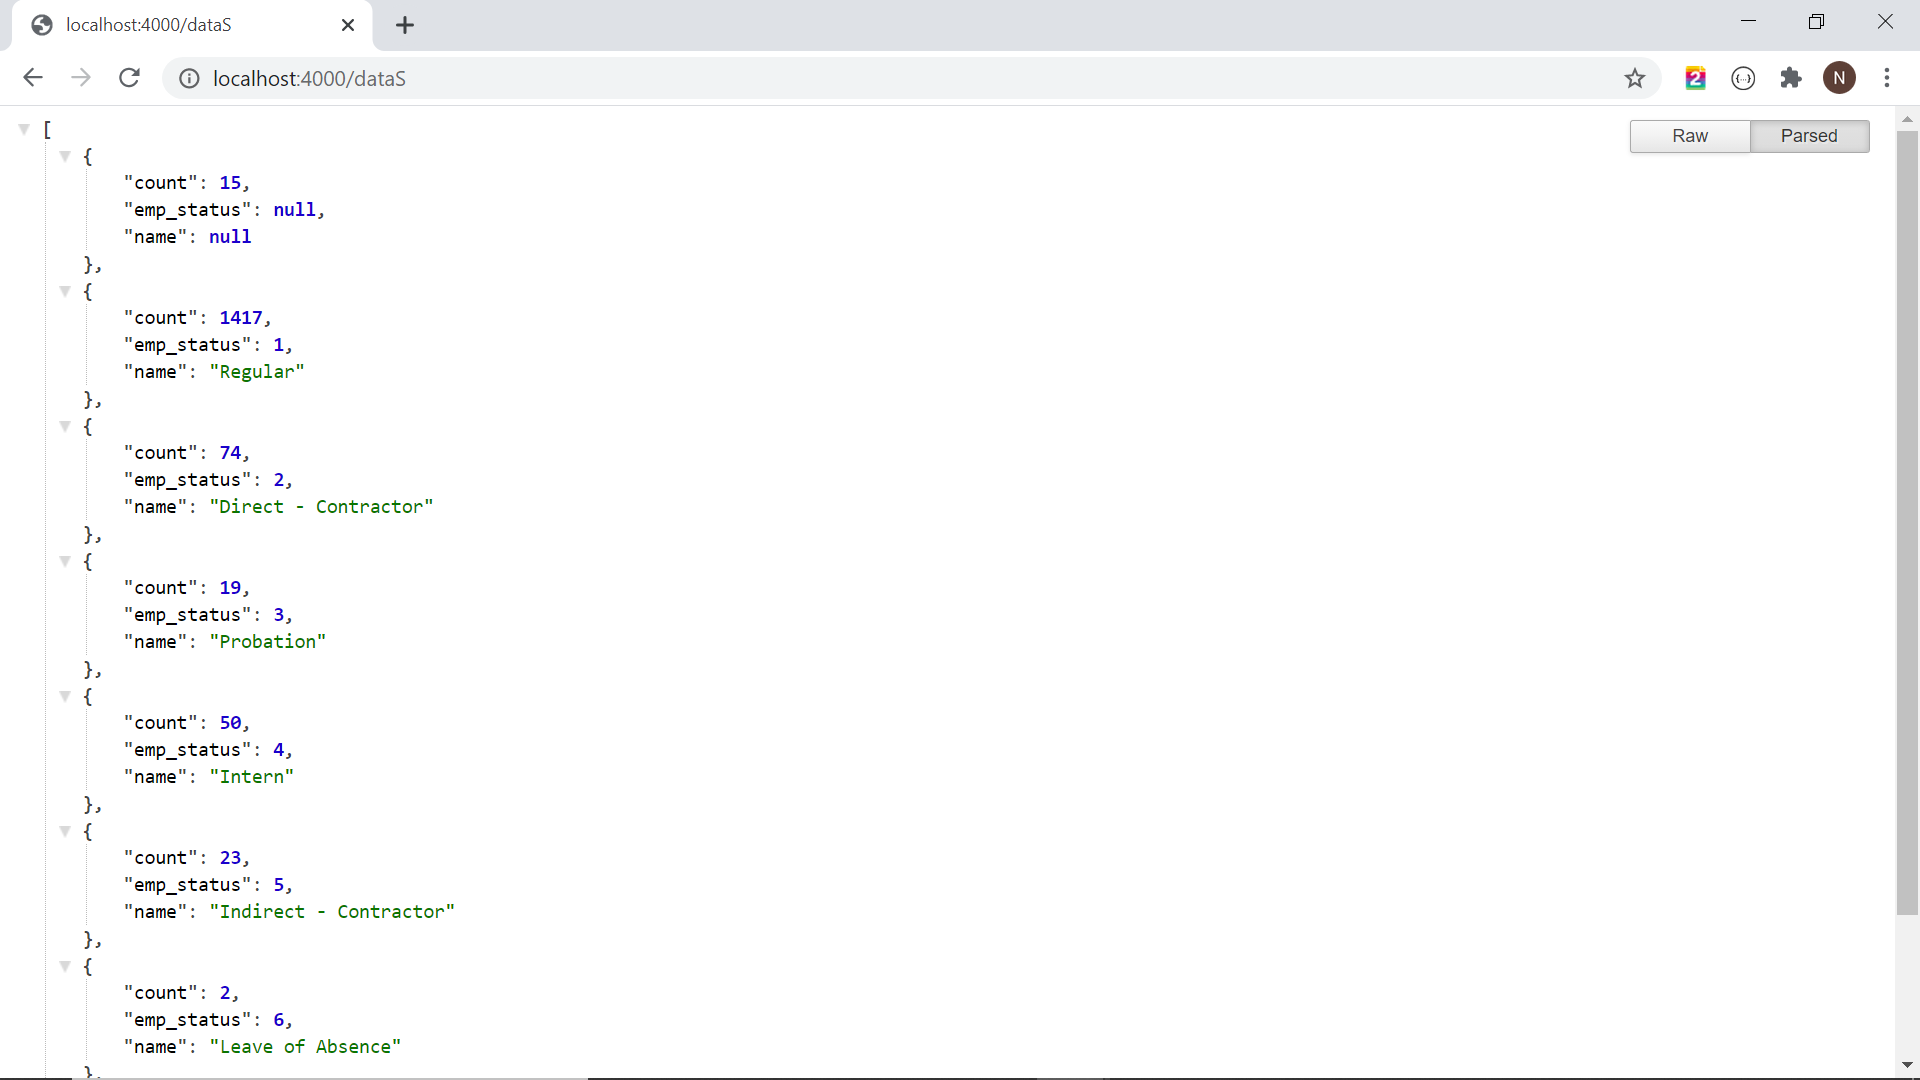 localhost:4000/dataS
localhost:4000/dataS
2
{...}
N
Raw
Parsed
[
{
"count": 15,
"emp_status": null,
"name": null
},
{
"count": 1417,
"emp_status": 1,
"name": "Regular"
},
{
"count": 74,
"emp_status": 2,
"name": "Direct - Contractor"
},
{
"count": 19,
"emp_status": 3,
"name": "Probation"
},
{
"count": 50,
"emp_status": 4,
"name": "Intern"
},
{
"count": 23,
"emp_status": 5,
"name": "Indirect - Contractor"
},
{
"count": 2,
"emp_status": 6,
"name": "Leave of Absence"
},